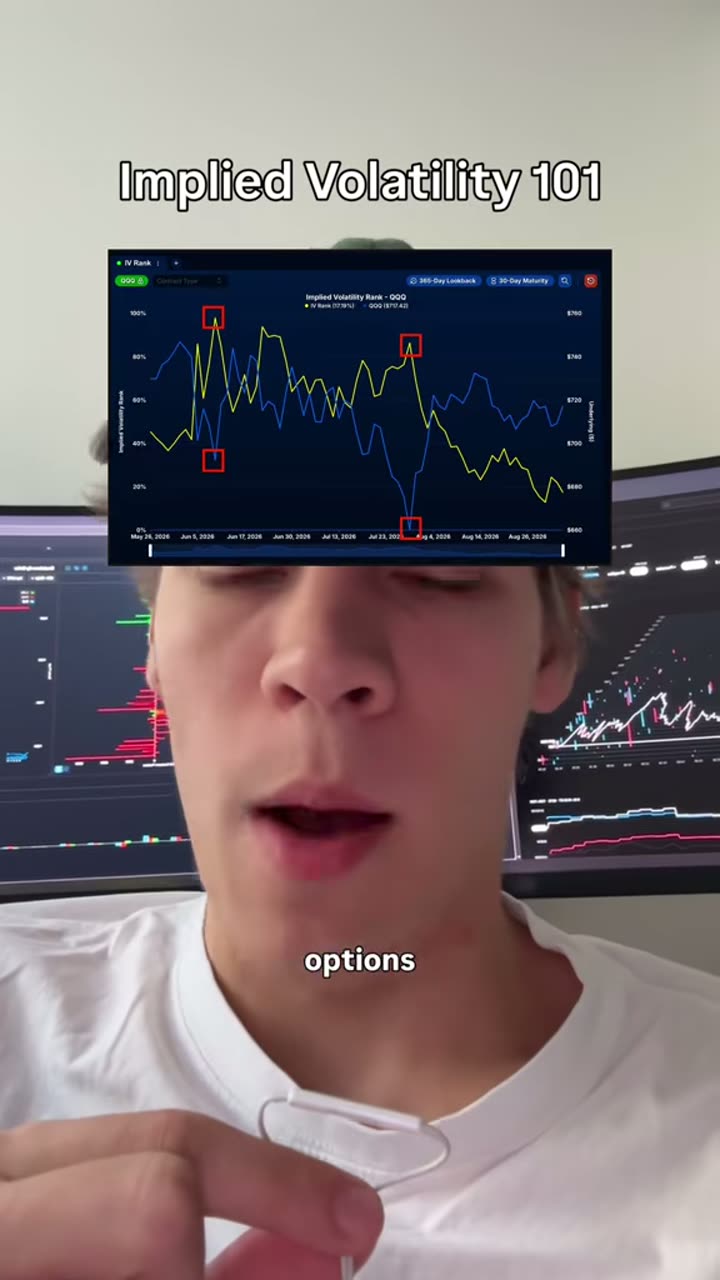 Implied Volatility 101
IV Rank
QQQ
Contract Type
365-Day Lookback
30-Day Maturity
Implied Volatility Rank - QQQ
IV Rank (17.19%) QQQ ($717.42)
100%
80%
60%
40%
20%
0%
Implied Volatility Rank
$760
$740
$720
$700
$680
$660
Underlying ($)
May 26, 2026 Jun 5, 2026 Jun 17, 2026 Jun 30, 2026 Jul 13, 2026 Jul 23, 202 Aug 4, 2026 Aug 14, 2026 Aug 26, 2026
options